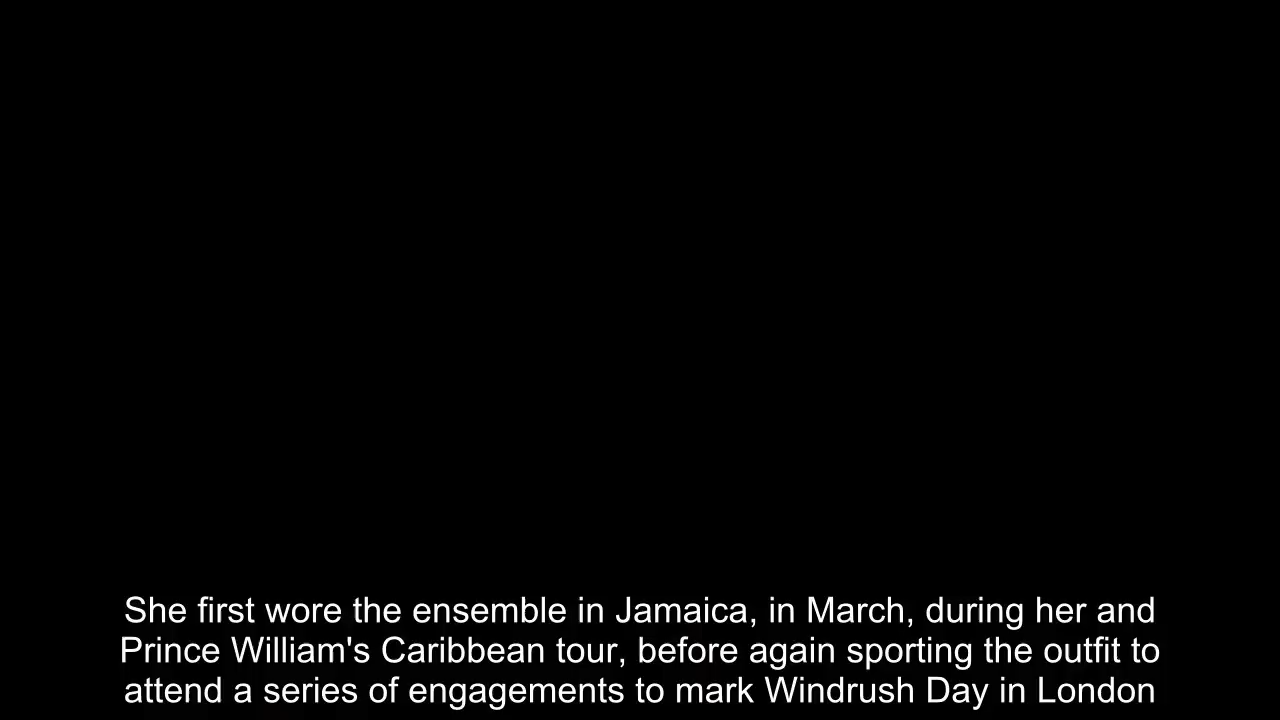 She first wore the ensemble in Jamaica, in March, during her and
Prince William's Caribbean tour, before again sporting the outfit to
attend a series of engagements to mark Windrush Day in London